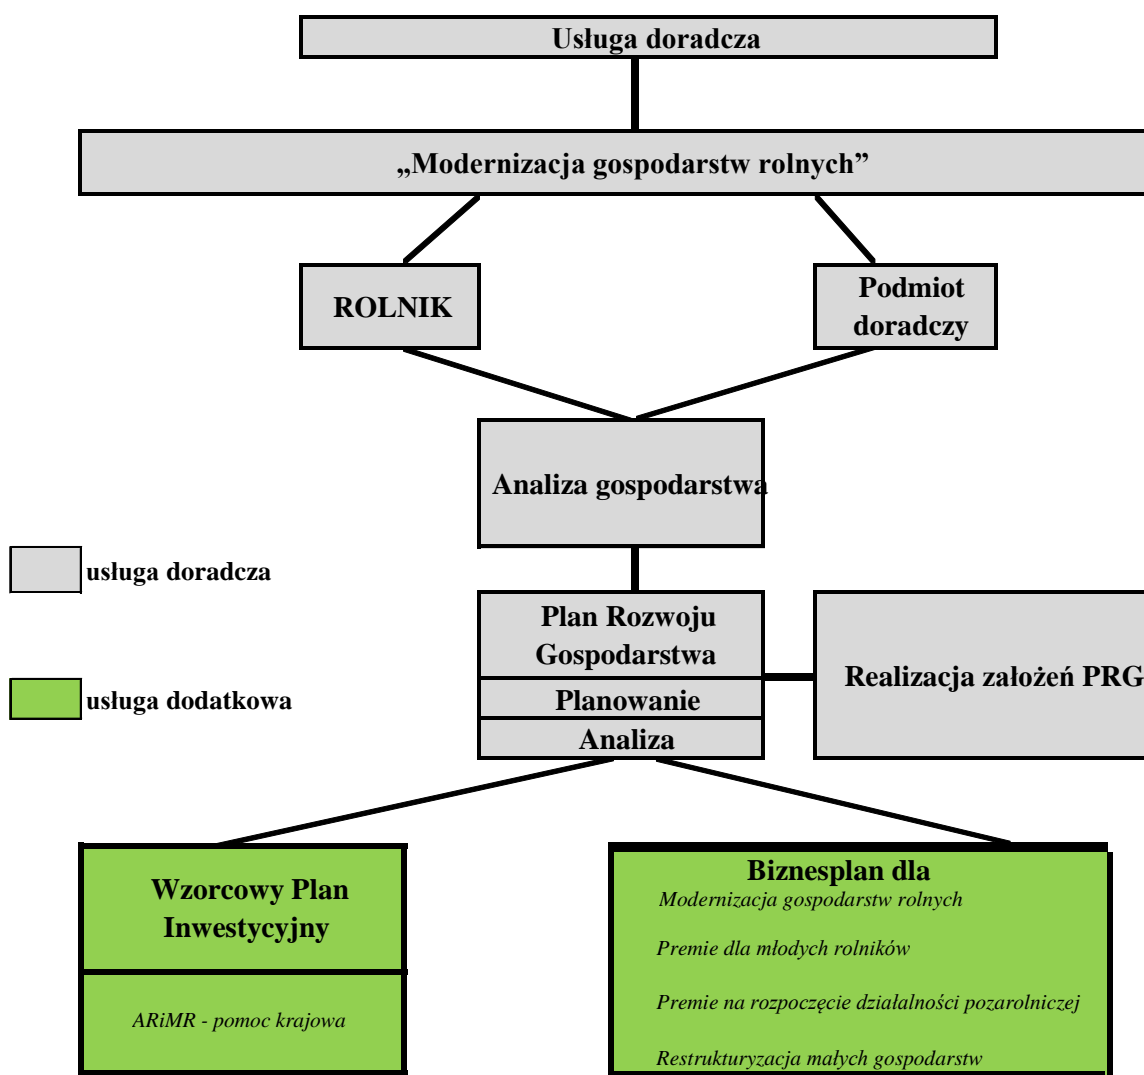 Usługa doradcza
„Modernizacja gospodarstw rolnych”
ROLNIK
Podmiot
doradczy
Analiza gospodarstwa
usługa doradcza
Plan Rozwoju
Gospodarstwa
Realizacja założeń PRG
usługa dodatkowa
Planowanie
Analiza
Wzorcowy Plan
Inwestycyjny
ARiMR - pomoc krajowa
Biznesplan dla
Modernizacja gospodarstw rolnych
Premie dla młodych rolników
Premie na rozpoczęcie działalności pozarolniczej
Restrukturyzacja małych gospodarstw